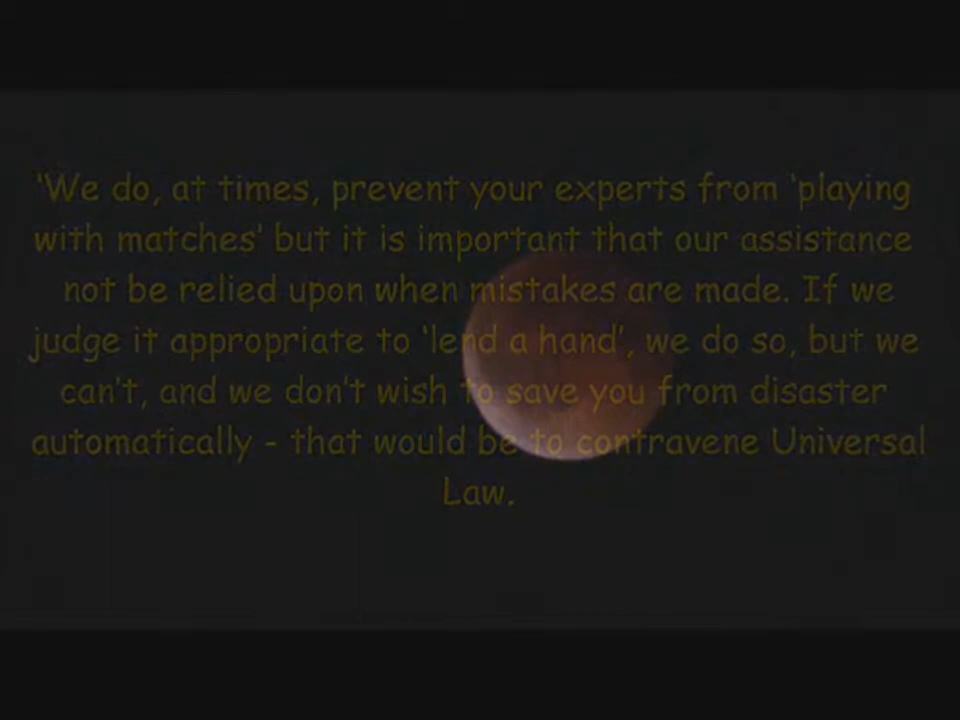 "We do, at times, prevent your experts from 'playing
with matches' but it is important that our assistance
not be relied upon when mistakes are made. If we
judge it appropriate to 'lend a hand', we do so, but we
can't, and we don't wish to save you from disaster
automatically - that would be to contravene Universal
Law.